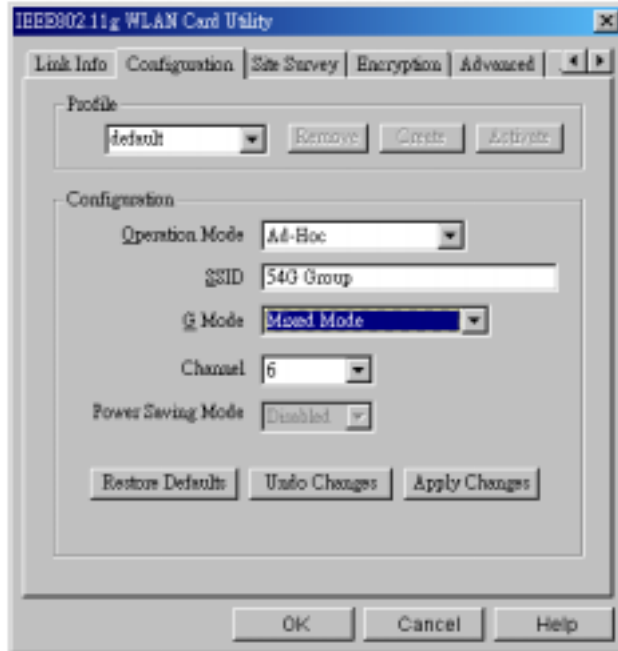 IEEE802.11g WLAN Card Utility
Link Info Configuration Site Survey Encryption Advanced
Profile
default Remove Create Activate
Configuration
Operation Mode Ad-Hoc
SSID 54G Group
G Mode Mixed Mode
Channel 6
Power Saving Mode Disabled
Restore Defaults Undo Changes Apply Changes
OK Cancel Help